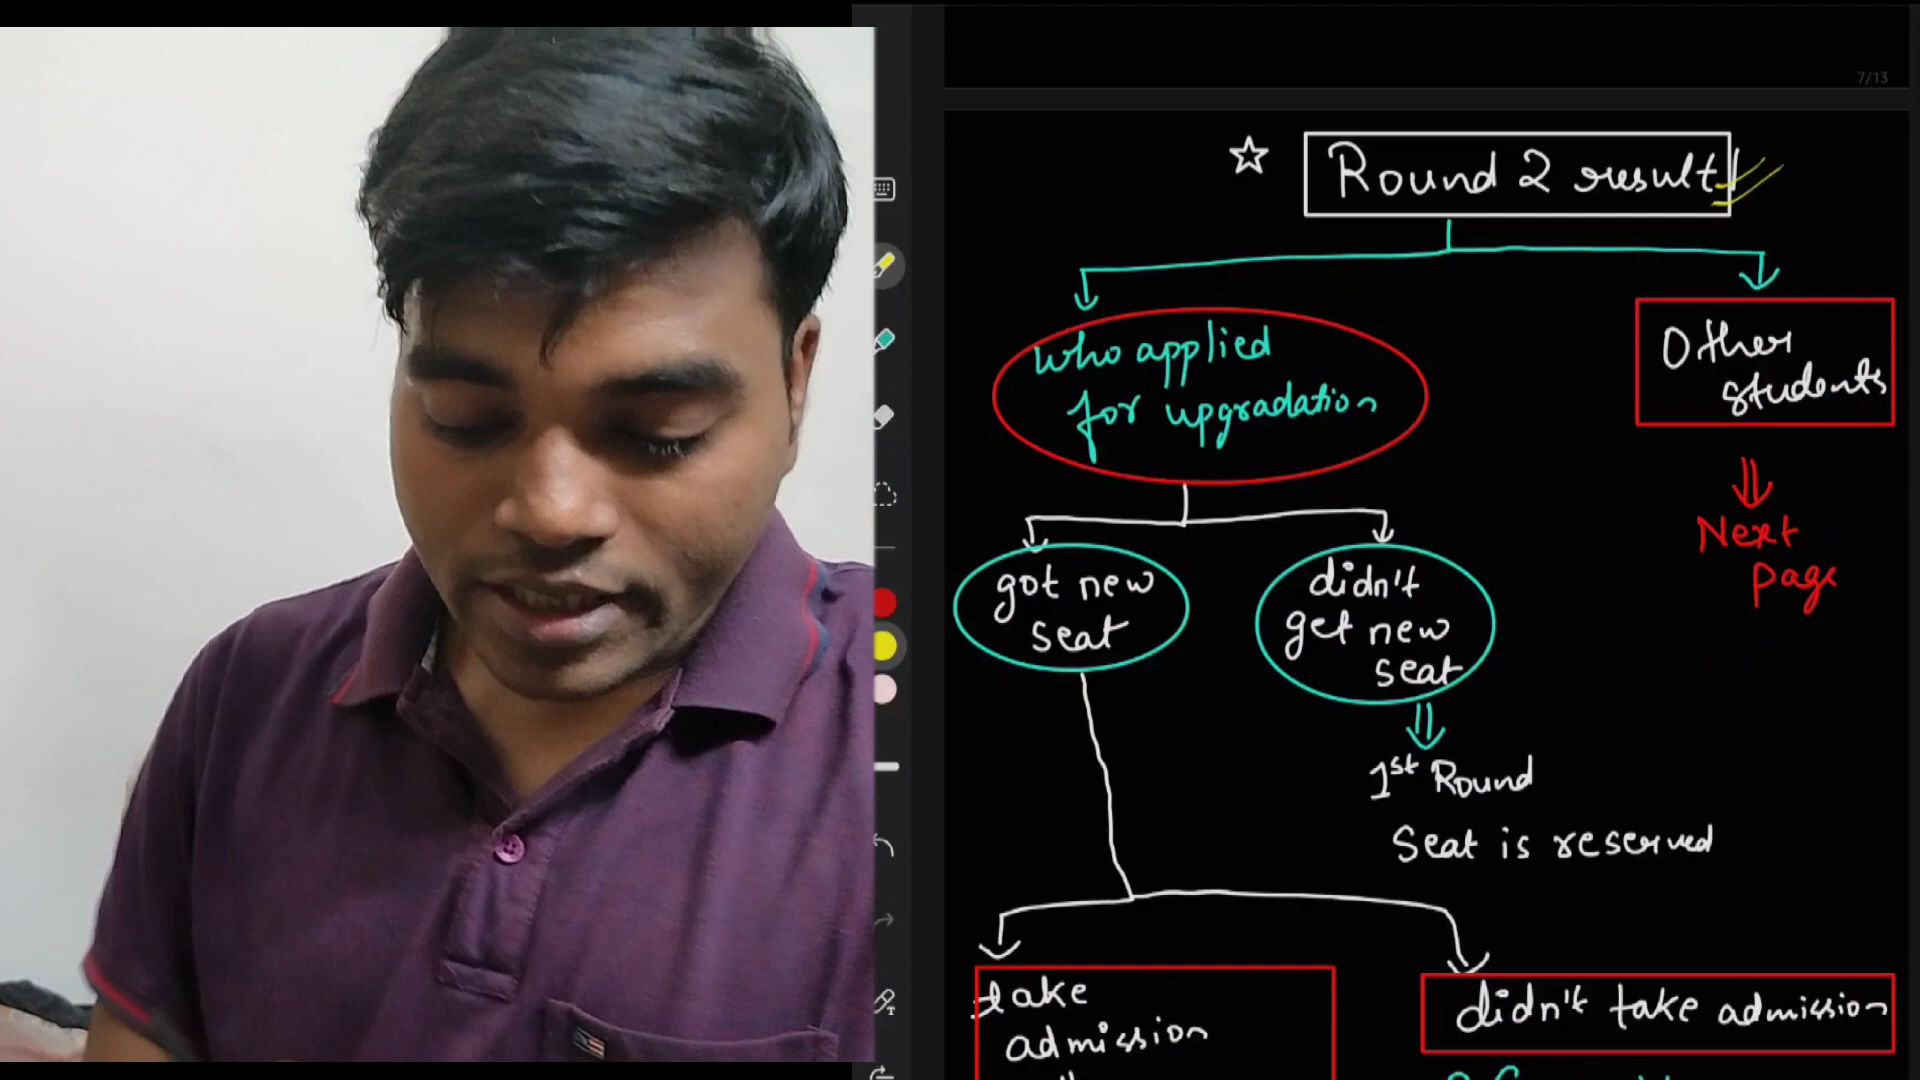 7/13
Round 2 result
who applied
for upgradation
Other
students
Next
page
got new
seat
didn't
get new
seat
1st Round
Seat is reserved
take
admission
didn't take admission